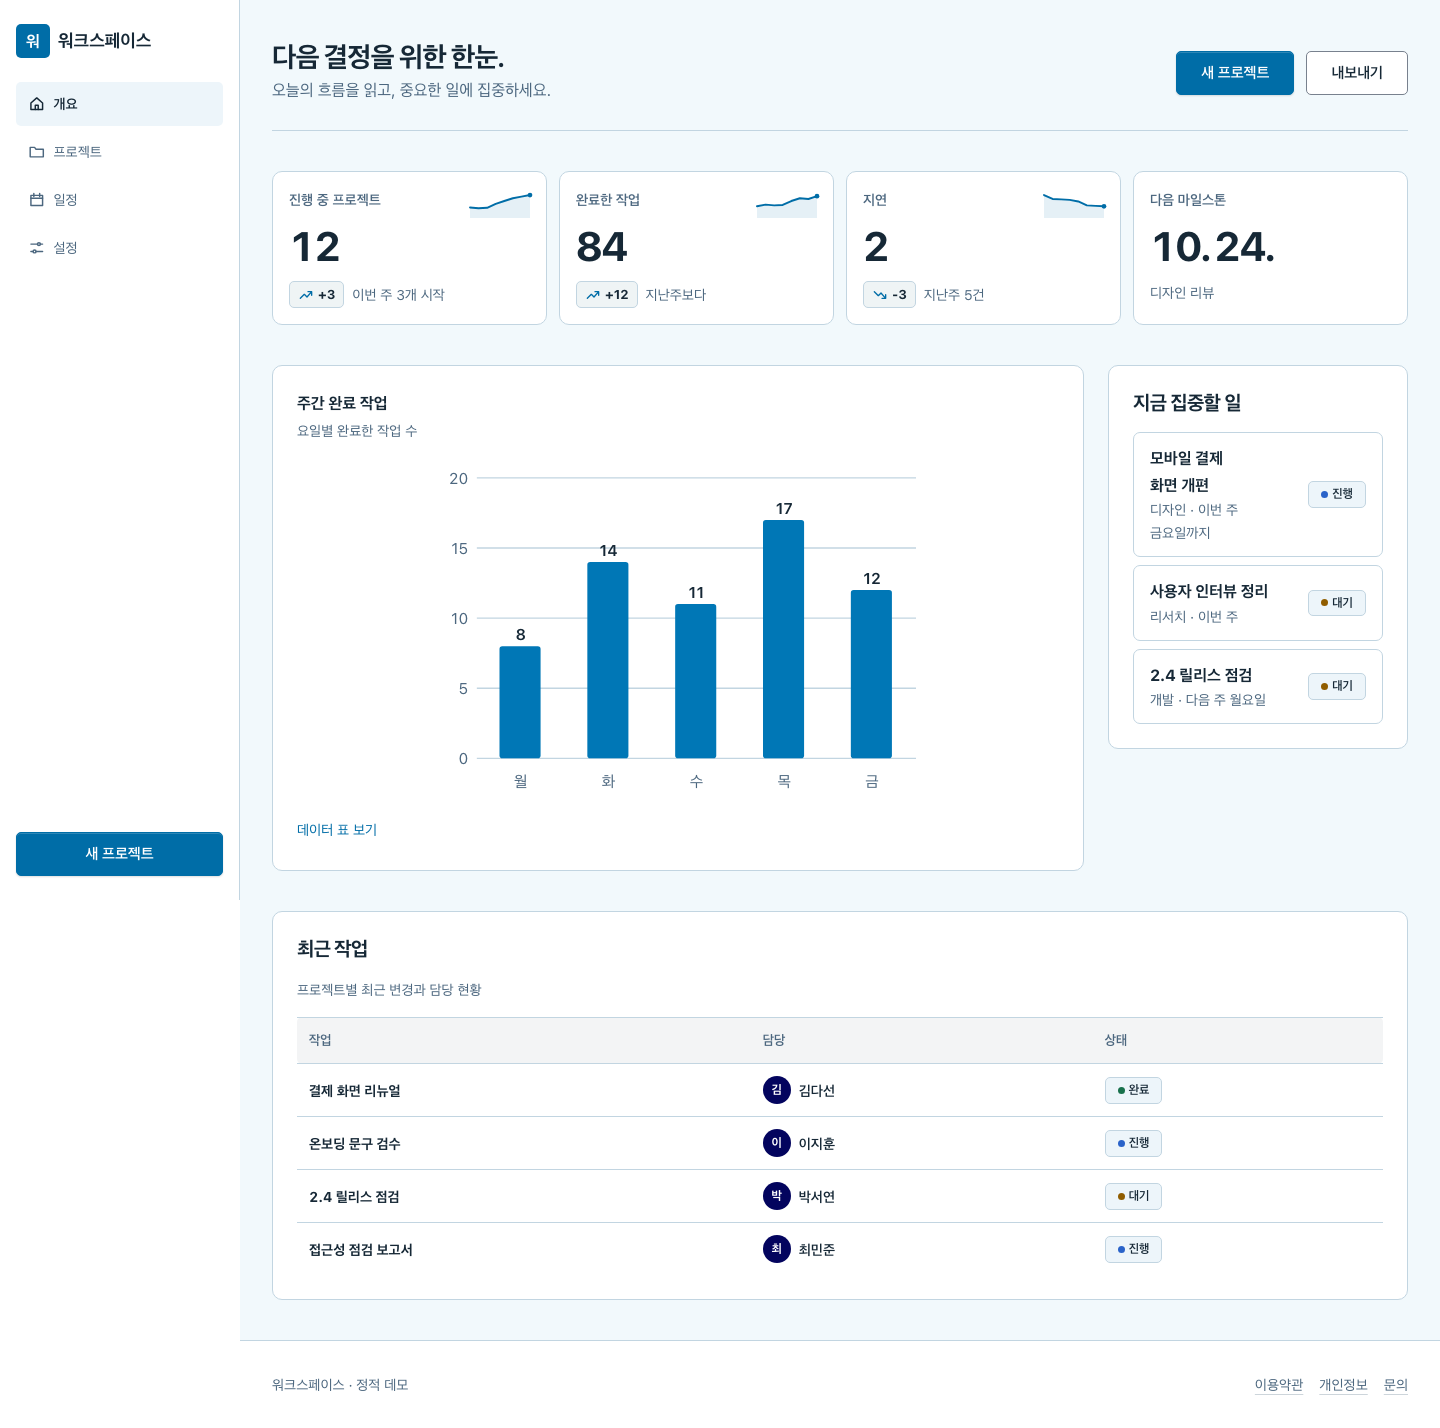 워 워크스페이스
개요
프로젝트
일정
설정
새 프로젝트
다음 결정을 위한 한눈.
오늘의 흐름을 읽고, 중요한 일에 집중하세요.
새 프로젝트
내보내기
진행 중 프로젝트
12
+3 이번 주 3개 시작
완료한 작업
84
+12 지난주보다
지연
2
-3 지난주 5건
다음 마일스톤
10.24.
디자인 리뷰
주간 완료 작업
요일별 완료한 작업 수
20
15
10
5
0
8
14
11
17
12
월 화 수 목 금
데이터 표 보기
지금 집중할 일
모바일 결제
화면 개편
디자인 · 이번 주
금요일까지
진행
사용자 인터뷰 정리
리서치 · 이번 주
대기
2.4 릴리스 점검
개발 · 다음 주 월요일
대기
최근 작업
프로젝트별 최근 변경과 담당 현황
작업 담당 상태
결제 화면 리뉴얼 김 김다선 완료
온보딩 문구 검수 이 이지훈 진행
2.4 릴리스 점검 박 박서연 대기
접근성 점검 보고서 최 최민준 진행
워크스페이스 · 정적 데모
이용약관 개인정보 문의